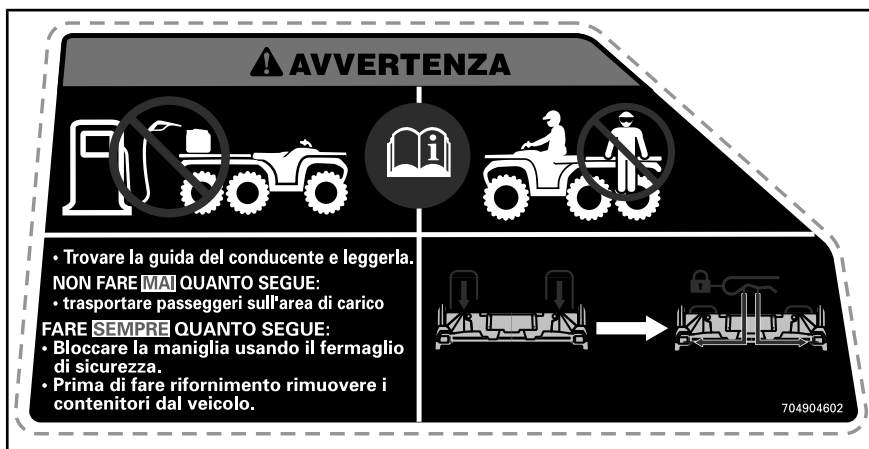 AVVERTENZA
• Trovare la guida del conducente e leggerla.
NON FARE MAI QUANTO SEGUE:
• trasportare passeggeri sull'area di carico
FARE SEMPRE QUANTO SEGUE:
• Bloccare la maniglia usando il fermaglio
di sicurezza.
• Prima di fare rifornimento rimuovere i
contenitori dal veicolo.
704904602